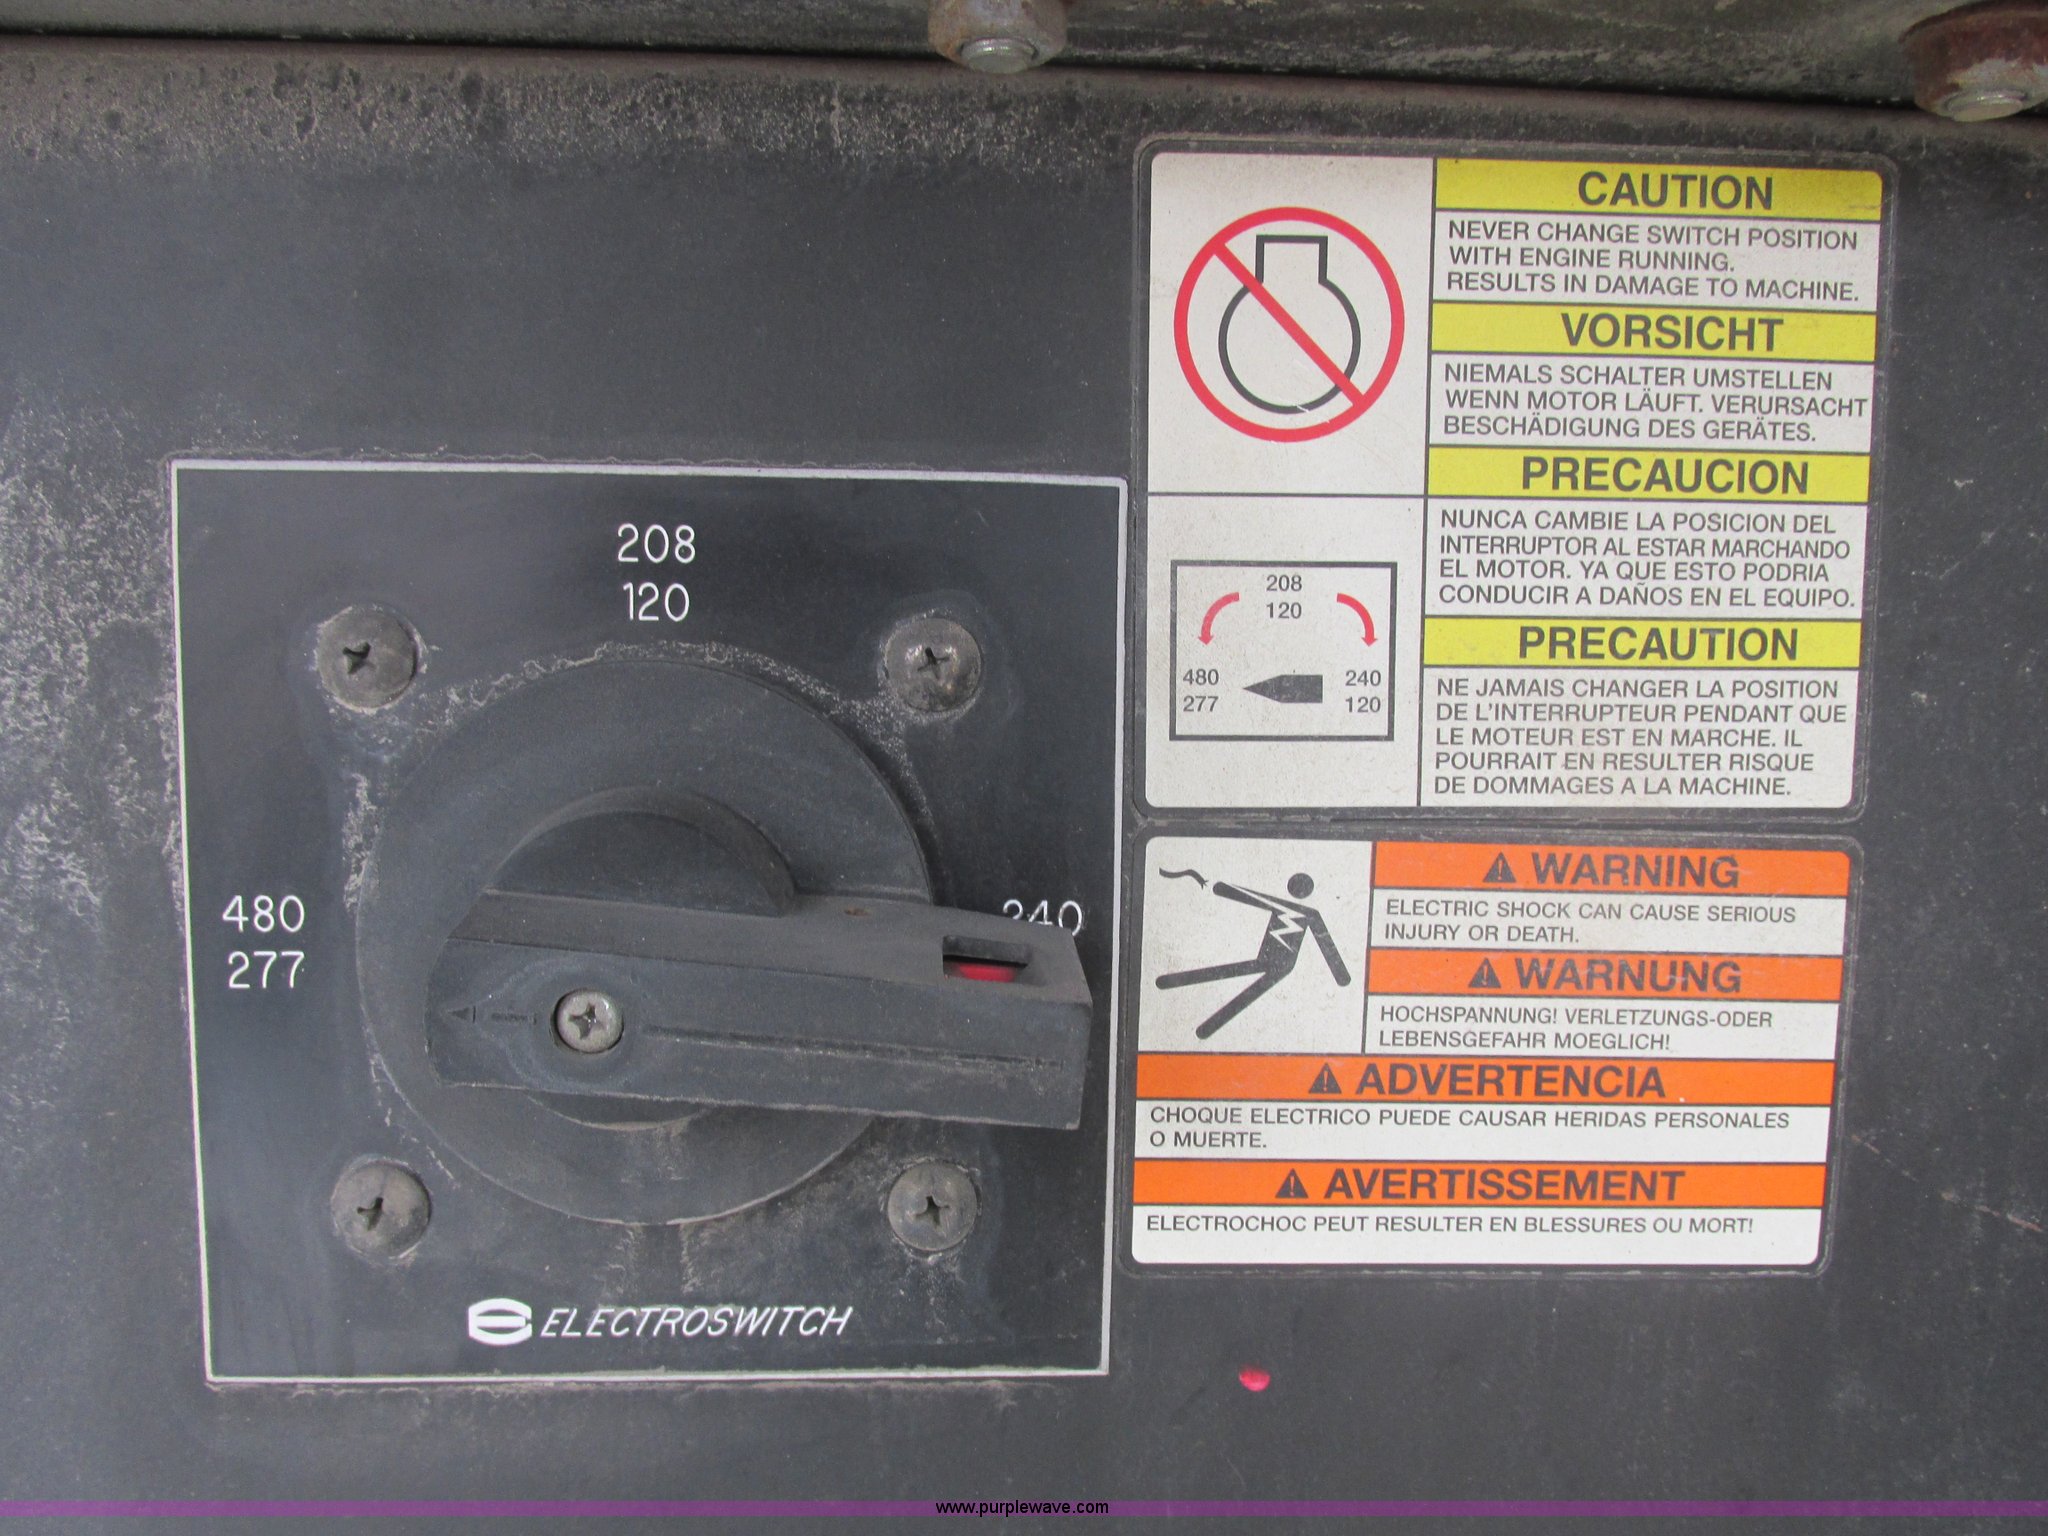 208
120
480
277
240
ELECTROSWITCH
CAUTION
NEVER CHANGE SWITCH POSITION
WITH ENGINE RUNNING.
RESULTS IN DAMAGE TO MACHINE.
VORSICHT
NIEMALS SCHALTER UMSTELLEN
WENN MOTOR LÄUFT. VERURSACHT
BESCHÄDIGUNG DES GERÄTES.
PRECAUCION
NUNCA CAMBIE LA POSICION DEL
INTERRUPTOR AL ESTAR MARCHANDO
EL MOTOR. YA QUE ESTO PODRIA
CONDUCIR A DAÑOS EN EL EQUIPO.
PRECAUTION
NE JAMAIS CHANGER LA POSITION
DE L'INTERRUPTEUR PENDANT QUE
LE MOTEUR EST EN MARCHE. IL
POURRAIT EN RESULTER RISQUE
DE DOMMAGES A LA MACHINE.
208
120
480
277
240
120
WARNING
ELECTRIC SHOCK CAN CAUSE SERIOUS
INJURY OR DEATH.
WARNUNG
HOCHSPANNUNG! VERLETZUNGS-ODER
LEBENSGEFAHR MOEGLICH!
ADVERTENCIA
CHOQUE ELECTRICO PUEDE CAUSAR HERIDAS PERSONALES
O MUERTE.
AVERTISSEMENT
ELECTROCHOC PEUT RESULTER EN BLESSURES OU MORT!
www.purplewave.com